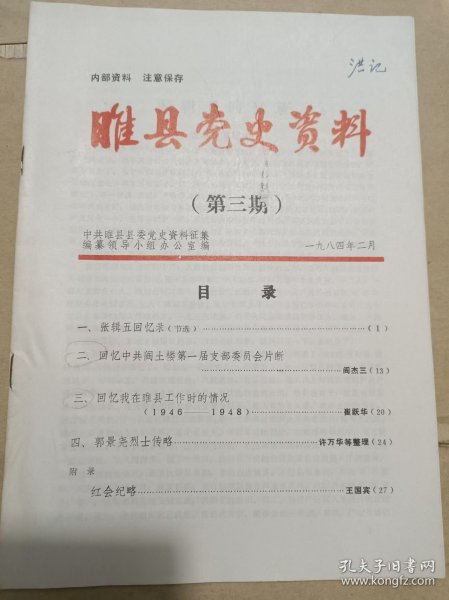 洪记
内部资料 注意保存
睢县党史资料
（第三期）
中共睢县县委党史资料征集
编纂领导小组办公室编
一九八四年二月
目 录
一、张辑五回忆录（节选）……（1）
二、回忆中共阎土楼第一届支部委员会片断
……阎杰三（13）
三、回忆我在睢县工作时的情况
（1946——1948）……崔跃华（20）
四、郭景尧烈士传略……许万华等整理（24）
附 录
红会纪略……王国宾（27）
孔夫子旧书网
www.kongfz.com